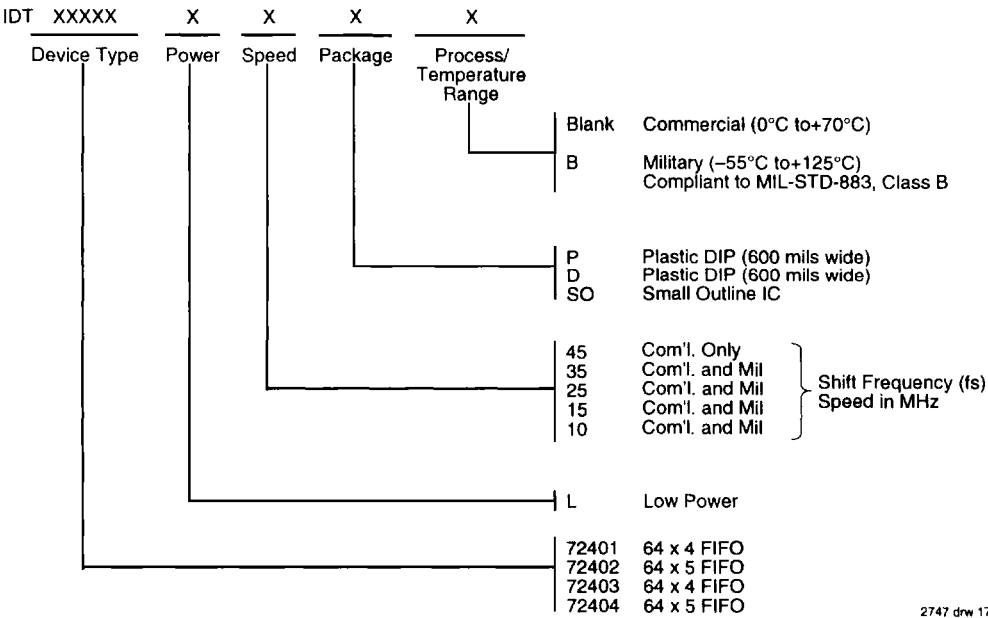 IDT XXXXX X X X X
Device Type Power Speed Package Process/
Temperature
Range
Blank Commercial (0°C to+70°C)
B Military (–55°C to+125°C)
Compliant to MIL-STD-883, Class B
P Plastic DIP (600 mils wide)
D Plastic DIP (600 mils wide)
SO Small Outline IC
45 Com'l. Only
35 Com'l. and Mil
25 Com'l. and Mil
15 Com'l. and Mil
10 Com'l. and Mil
Shift Frequency (fs)
Speed in MHz
L Low Power
72401 64 x 4 FIFO
72402 64 x 5 FIFO
72403 64 x 4 FIFO
72404 64 x 5 FIFO
2747 drw 17